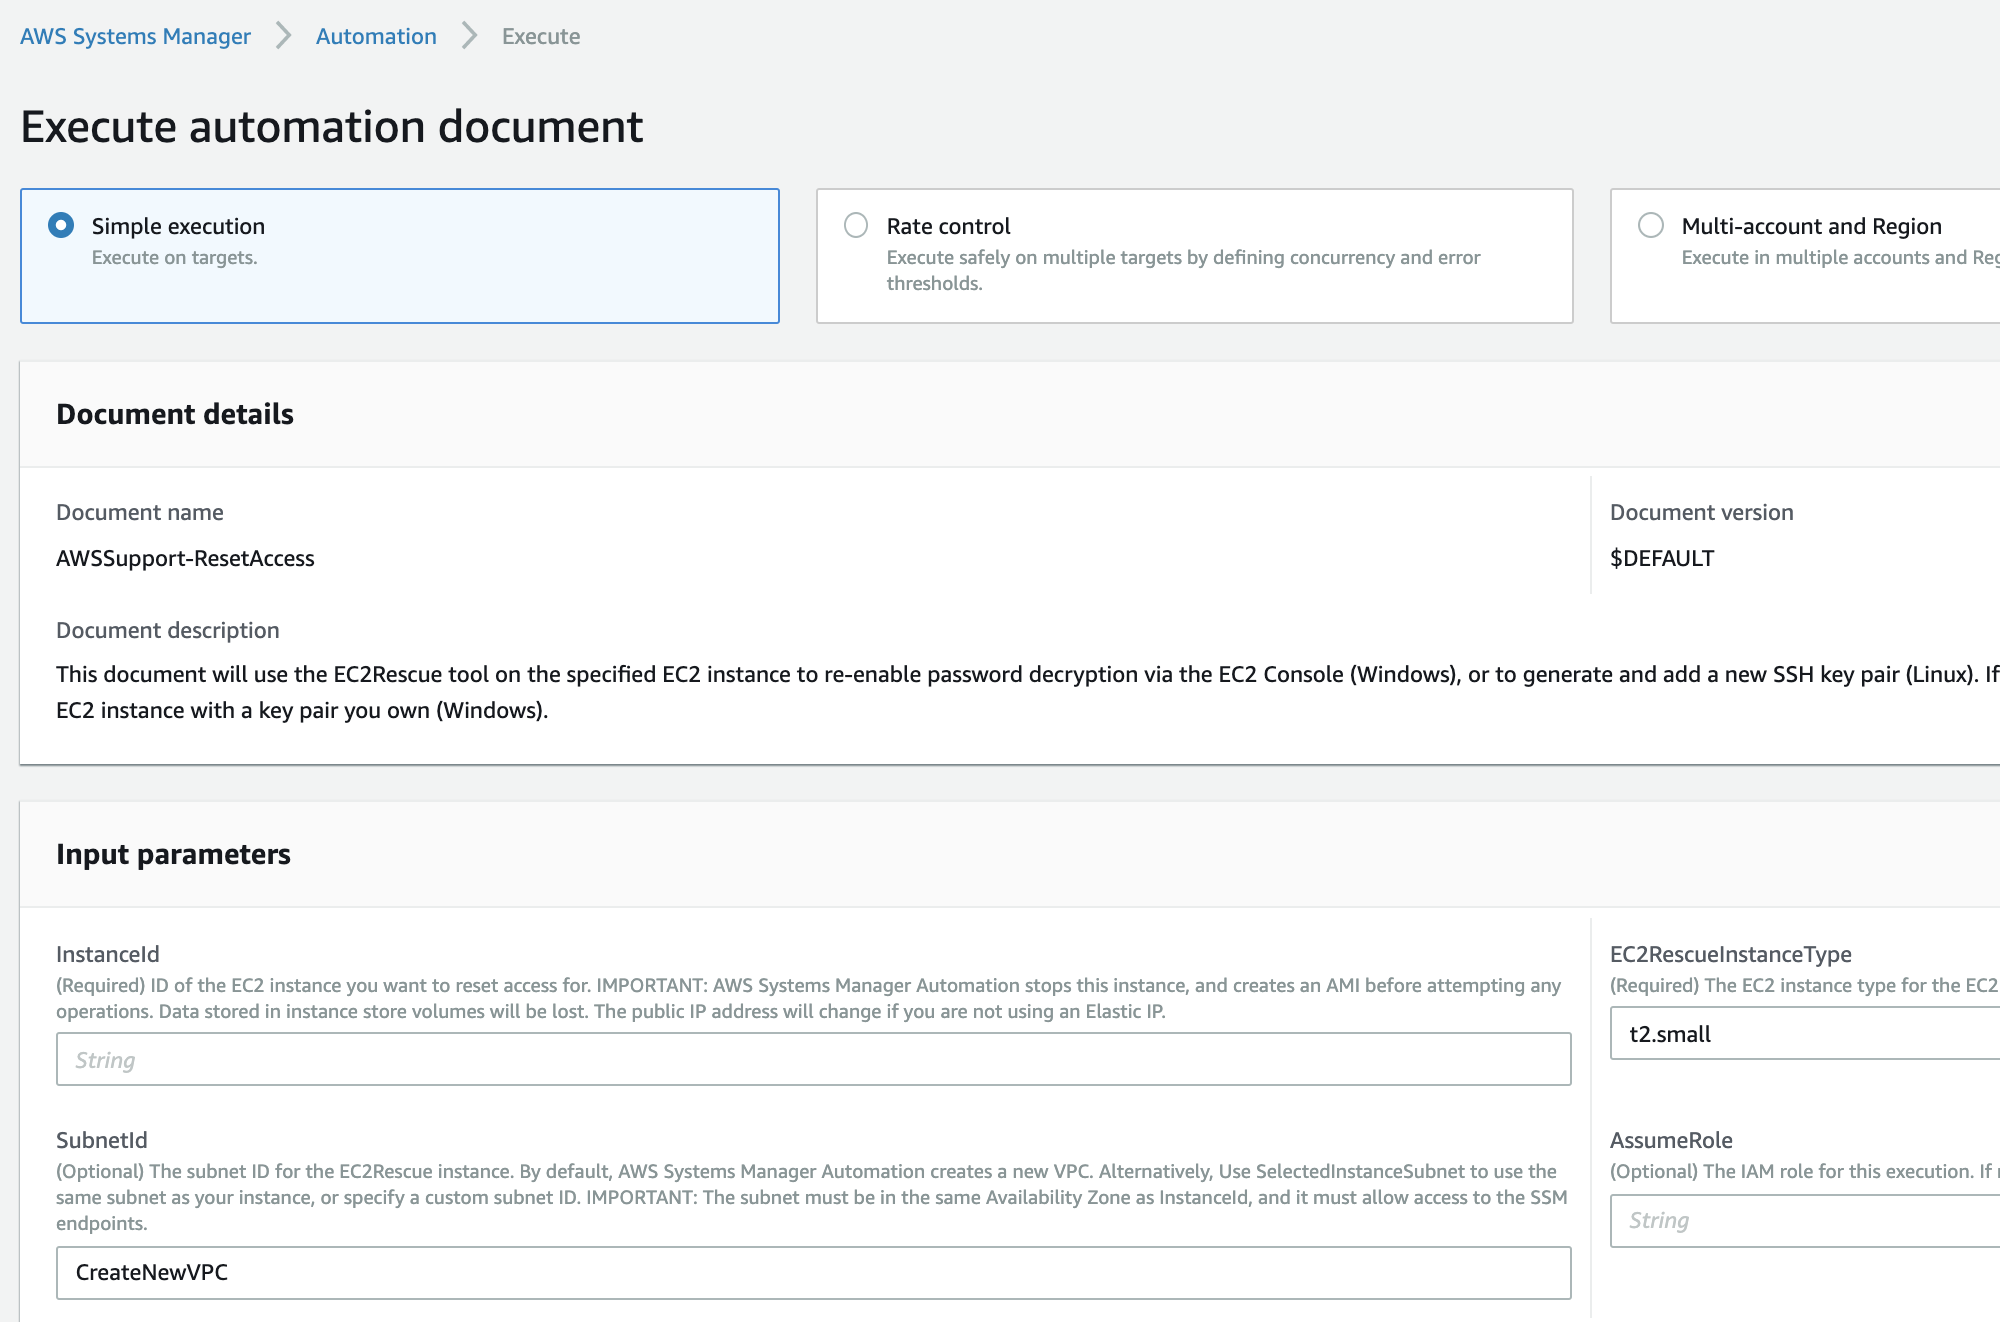 AWS Systems Manager > Automation > Execute
Execute automation document
Simple execution
Execute on targets.
Rate control
Execute safely on multiple targets by defining concurrency and error
thresholds.
Multi-account and Region
Execute in multiple accounts and
Document details
Document name
AWSSupport-ResetAccess
Document version
$DEFAULT
Document description
This document will use the EC2Rescue tool on the specified EC2 instance to re-enable password decryption via the EC2 Console (Windows), or to generate and add a new SSH key pair (Linux). If
EC2 instance with a key pair you own (Windows).
Input parameters
InstanceId
(Required) ID of the EC2 instance you want to reset access for. IMPORTANT: AWS Systems Manager Automation stops this instance, and creates an AMI before attempting any
operations. Data stored in instance store volumes will be lost. The public IP address will change if you are not using an Elastic IP.
String
EC2RescueInstanceType
(Required) The EC2 instance type for the EC2
t2.small
SubnetId
(Optional) The subnet ID for the EC2Rescue instance. By default, AWS Systems Manager Automation creates a new VPC. Alternatively, Use SelectedInstanceSubnet to use the
same subnet as your instance, or specify a custom subnet ID. IMPORTANT: The subnet must be in the same Availability Zone as InstanceId, and it must allow access to the SSM
endpoints.
CreateNewVPC
AssumeRole
(Optional) The IAM role for this execution. If
String